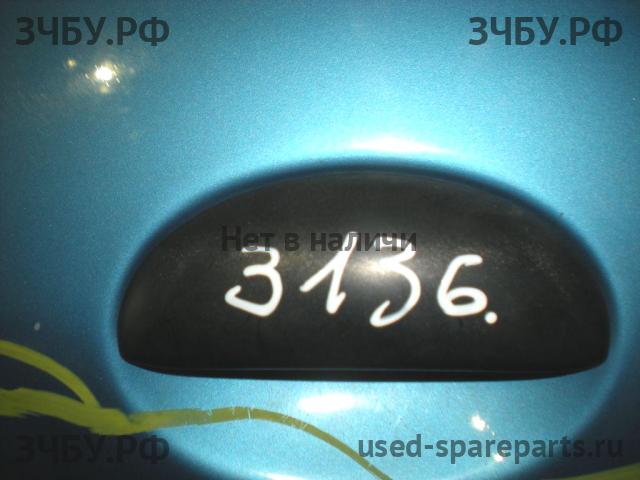 ЗЧБУ.РФ ЗЧБУ.РФ
Нет в наличи
3136.
ЗЧБУ.РФ used-spareparts.ru